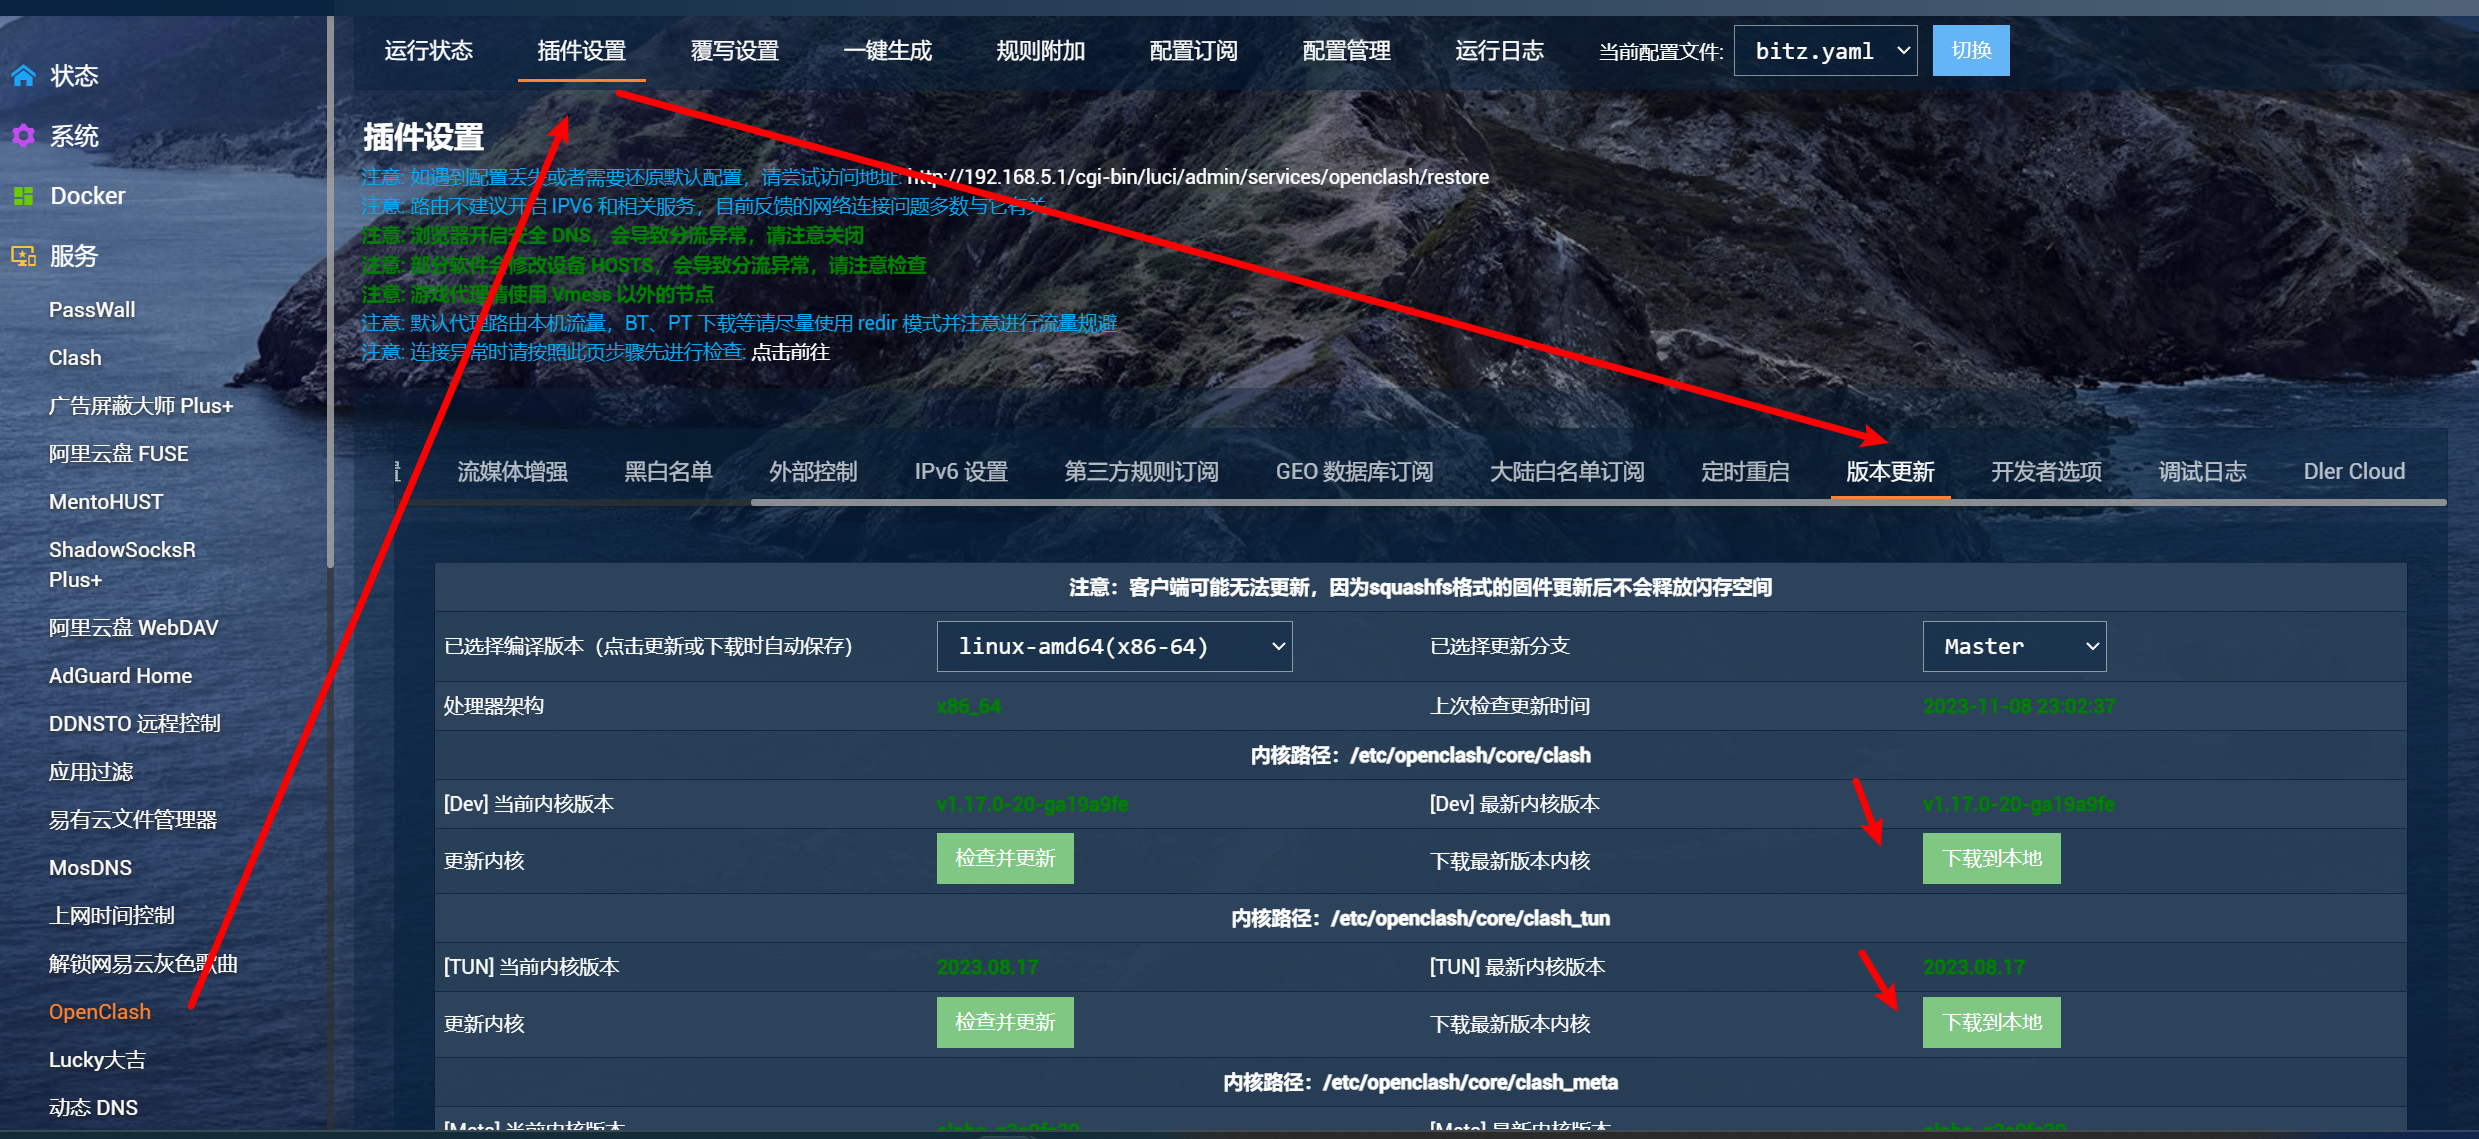 运行状态 插件设置 覆写设置 一键生成 规则附加 配置订阅 配置管理 运行日志 当前配置文件: bitz.yaml 切换
状态
系统
Docker
服务
PassWall
Clash
广告屏蔽大师 Plus+
阿里云盘 FUSE
MentoHUST
ShadowSocksR
Plus+
阿里云盘 WebDAV
AdGuard Home
DDNSTO 远程控制
应用过滤
易有云文件管理器
MosDNS
上网时间控制
解锁网易云灰色歌曲
OpenClash
Lucky大吉
动态 DNS
插件设置
注意: 如遇到配置丢失或者需要还原默认配置，请尝试访问地址: http://192.168.5.1/cgi-bin/luci/admin/services/openclash/restore
注意: 路由不建议开启 IPV6 和相关服务，目前反馈的网络连接问题多数与它有关
注意: 浏览器开启安全 DNS，会导致分流异常，请注意关闭
注意: 部分软件会修改设备 HOSTS，会导致分流异常，请注意检查
注意: 游戏代理请使用 Vmess 以外的节点
注意: 默认代理路由本机流量，BT、PT 下载等请尽量使用 redir 模式并注意进行流量规避
注意: 连接异常时请按照此页步骤先进行检查: 点击前往
置 流媒体增强 黑白名单 外部控制 IPv6 设置 第三方规则订阅 GEO 数据库订阅 大陆白名单订阅 定时重启 版本更新 开发者选项 调试日志 Dler Cloud
注意：客户端可能无法更新，因为squashfs格式的固件更新后不会释放闪存空间
已选择编译版本（点击更新或下载时自动保存） linux-amd64(x86-64) 已选择更新分支 Master
处理器架构 x86_64 上次检查更新时间 2023-11-08 23:02:37
内核路径：/etc/openclash/core/clash
[Dev] 当前内核版本 v1.17.0-20-ga19a9fe [Dev] 最新内核版本 v1.17.0-20-ga19a9fe
更新内核 检查并更新 下载最新版本内核 下载到本地
内核路径：/etc/openclash/core/clash_tun
[TUN] 当前内核版本 2023.08.17 [TUN] 最新内核版本 2023.08.17
更新内核 检查并更新 下载最新版本内核 下载到本地
内核路径：/etc/openclash/core/clash_meta
[Meta] 当前内核版本 [Meta] 最新内核版本